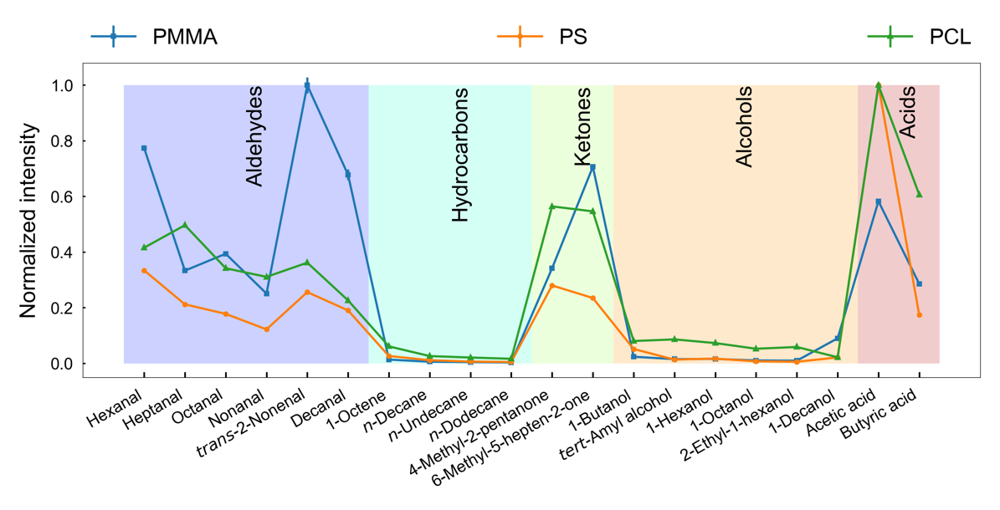 PMMA PS PCL
Normalized intensity
1.0
0.8
0.6
0.4
0.2
0.0
Aldehydes
Hydrocarbons
Ketones
Alcohols
Acids
Hexanal
Heptanal
Octanal
Nonanal
trans-2-Nonenal
Decanal
1-Octene
n-Decane
n-Undecane
n-Dodecane
4-Methyl-2-pentanone
6-Methyl-5-hepten-2-one
1-Butanol
tert-Amyl alcohol
1-Hexanol
1-Octanol
2-Ethyl-1-hexanol
1-Decanol
Acetic acid
Butyric acid